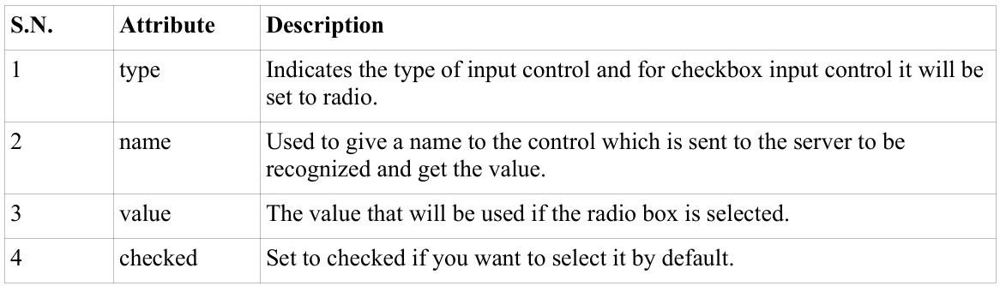 S.N. Attribute Description
1 type Indicates the type of input control and for checkbox input control it will be
set to radio.
2 name Used to give a name to the control which is sent to the server to be
recognized and get the value.
3 value The value that will be used if the radio box is selected.
4 checked Set to checked if you want to select it by default.